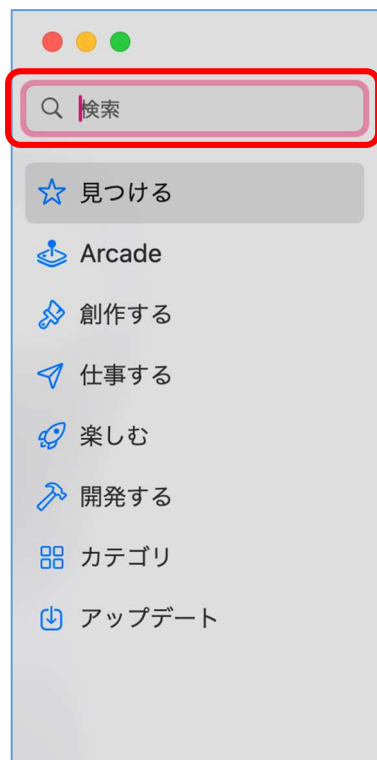 検索
見つける
Arcade
創作する
仕事する
楽しむ
開発する
カテゴリ
アップデート